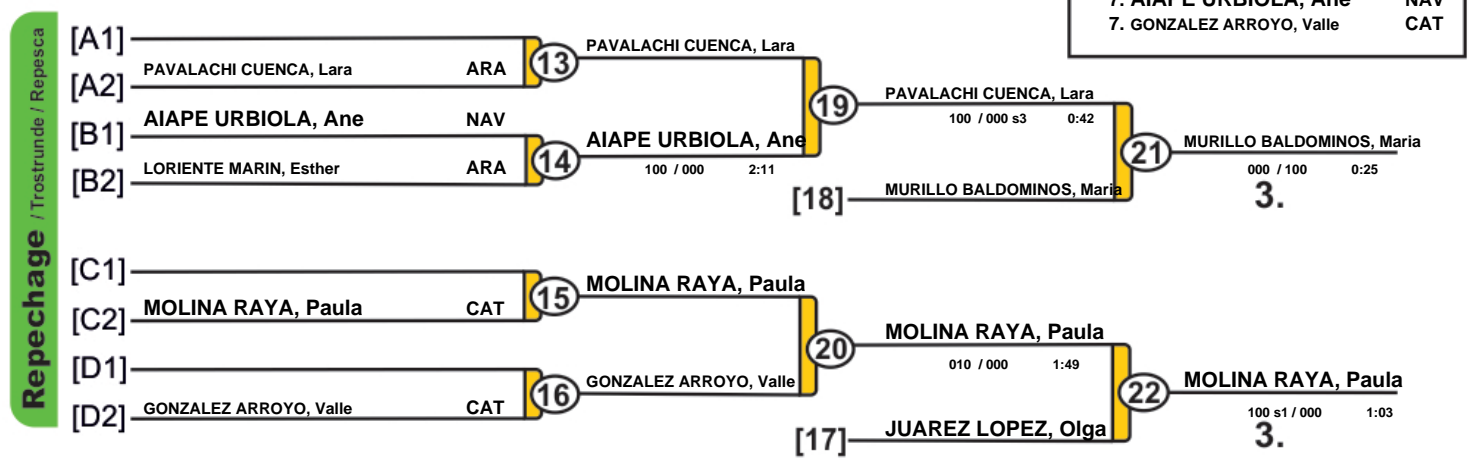 7. AIAPE URBIOLA, Ane NAV
7. GONZALEZ ARROYO, Valle CAT
Repechage / Trostrunde / Repesca
[A1]
PAVALACHI CUENCA, Lara
13
PAVALACHI CUENCA, Lara ARA
[A2]
19
PAVALACHI CUENCA, Lara
100 / 000 s3 0:42
[B1] AIAPE URBIOLA, Ane NAV
AIAPE URBIOLA, Ane
14
100 / 000 2:11
21
MURILLO BALDOMINOS, Maria
000 / 100 0:25
3.
LORIENTE MARIN, Esther ARA
[B2]
[18] MURILLO BALDOMINOS, Maria
[C1]
MOLINA RAYA, Paula
15
MOLINA RAYA, Paula CAT
[C2]
20
MOLINA RAYA, Paula
010 / 000 1:49
[D1]
GONZALEZ ARROYO, Valle
16
22
MOLINA RAYA, Paula
100 s1 / 000 1:03
3.
GONZALEZ ARROYO, Valle CAT
[D2]
[17] JUAREZ LOPEZ, Olga